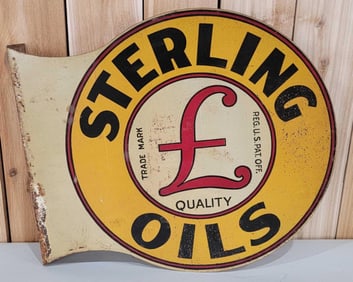 STERLING
TRADE MARK
£
REG. U.S. PAT. OFF.
QUALITY
OILS